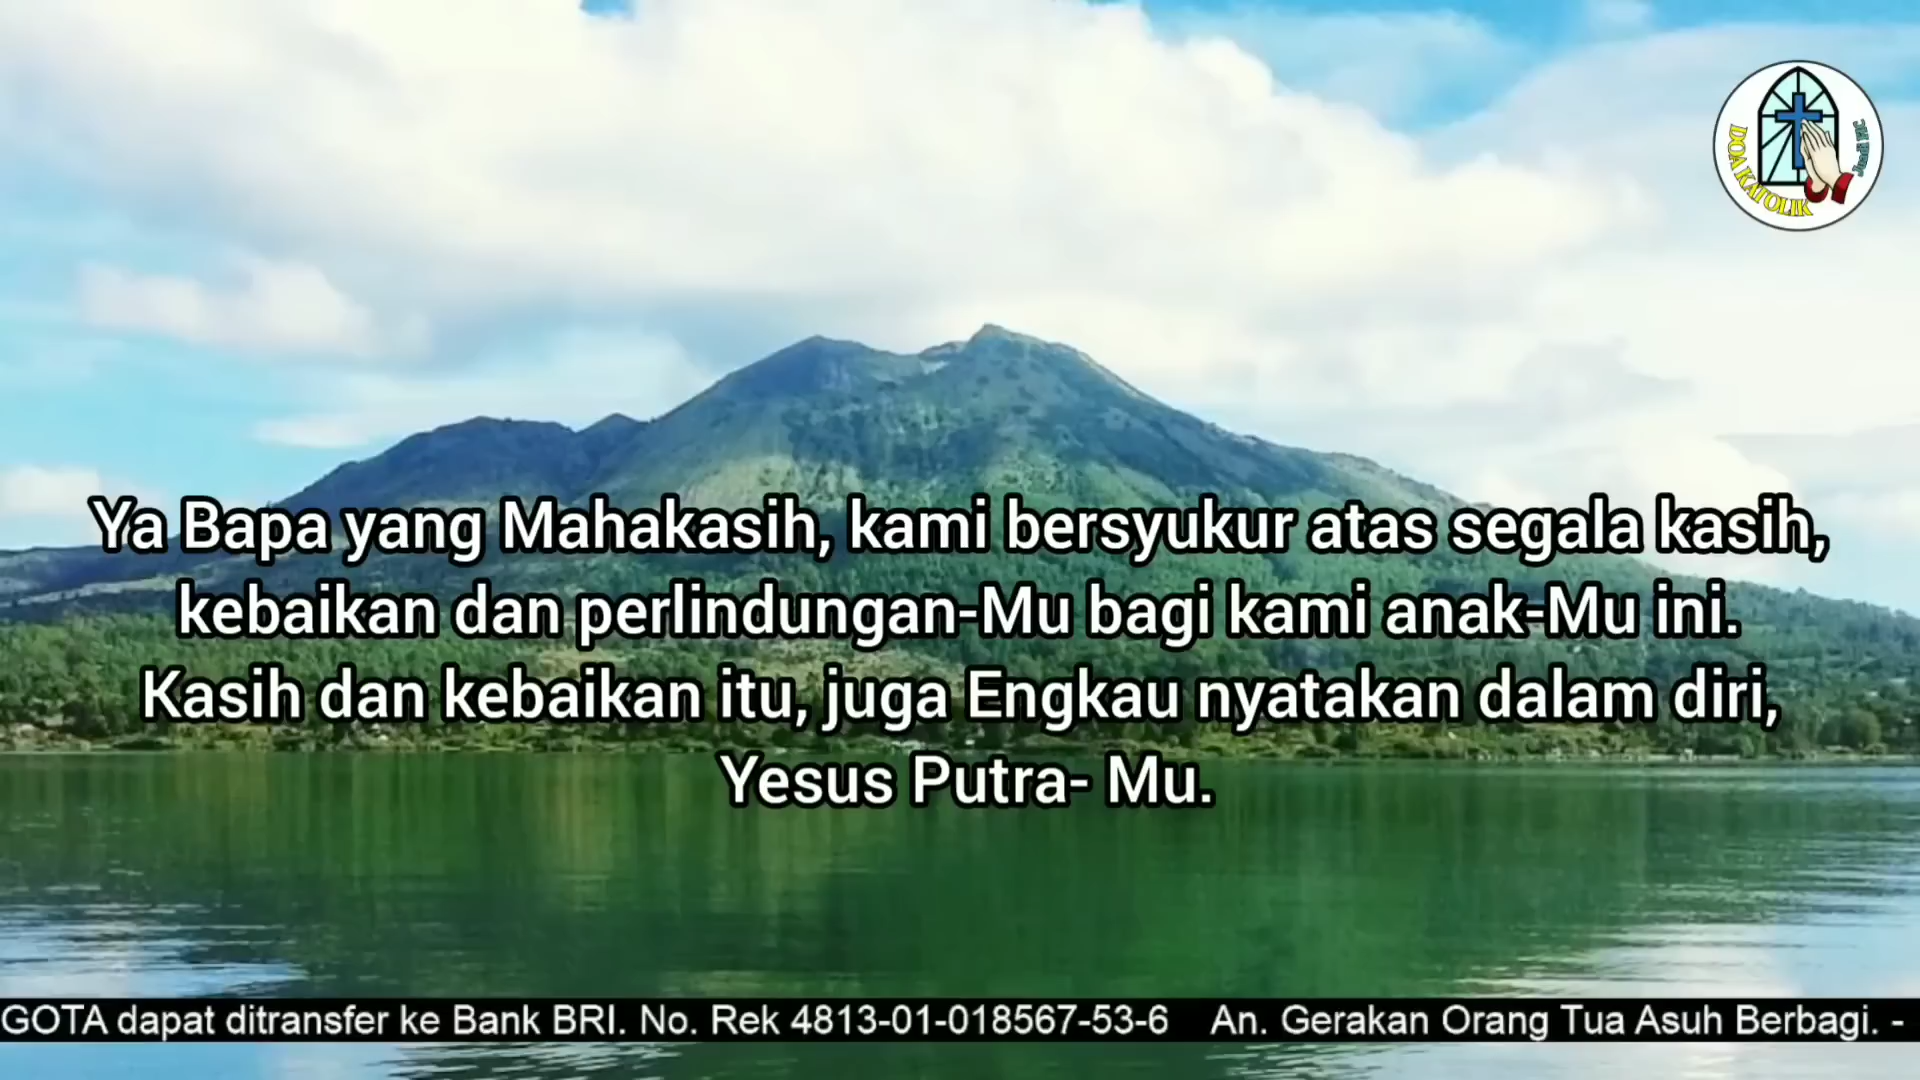 DOA KATOLIK
Ya Bapa yang Mahakasih, kami bersyukur atas segala kasih,
kebaikan dan perlindungan-Mu bagi kami anak-Mu ini.
Kasih dan kebaikan itu, juga Engkau nyatakan dalam diri,
Yesus Putra- Mu.
GOTA dapat ditransfer ke Bank BRI. No. Rek 4813-01-018567-53-6 An. Gerakan Orang Tua Asuh Berbagi. -